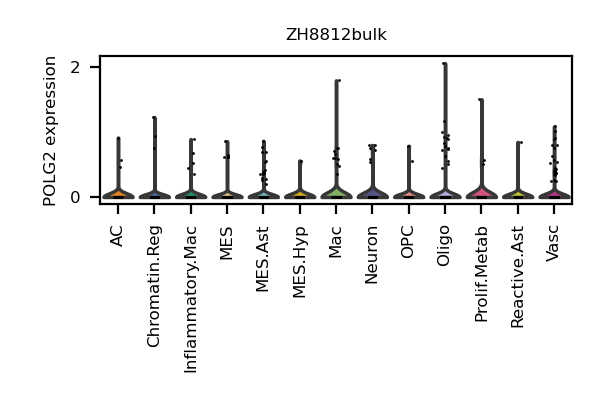 ZH8812bulk
POLG2 expression
2
0
AC
Chromatin.Reg
Inflammatory.Mac
MES
MES.Ast
MES.Hyp
Mac
Neuron
OPC
Oligo
Prolif.Metab
Reactive.Ast
Vasc